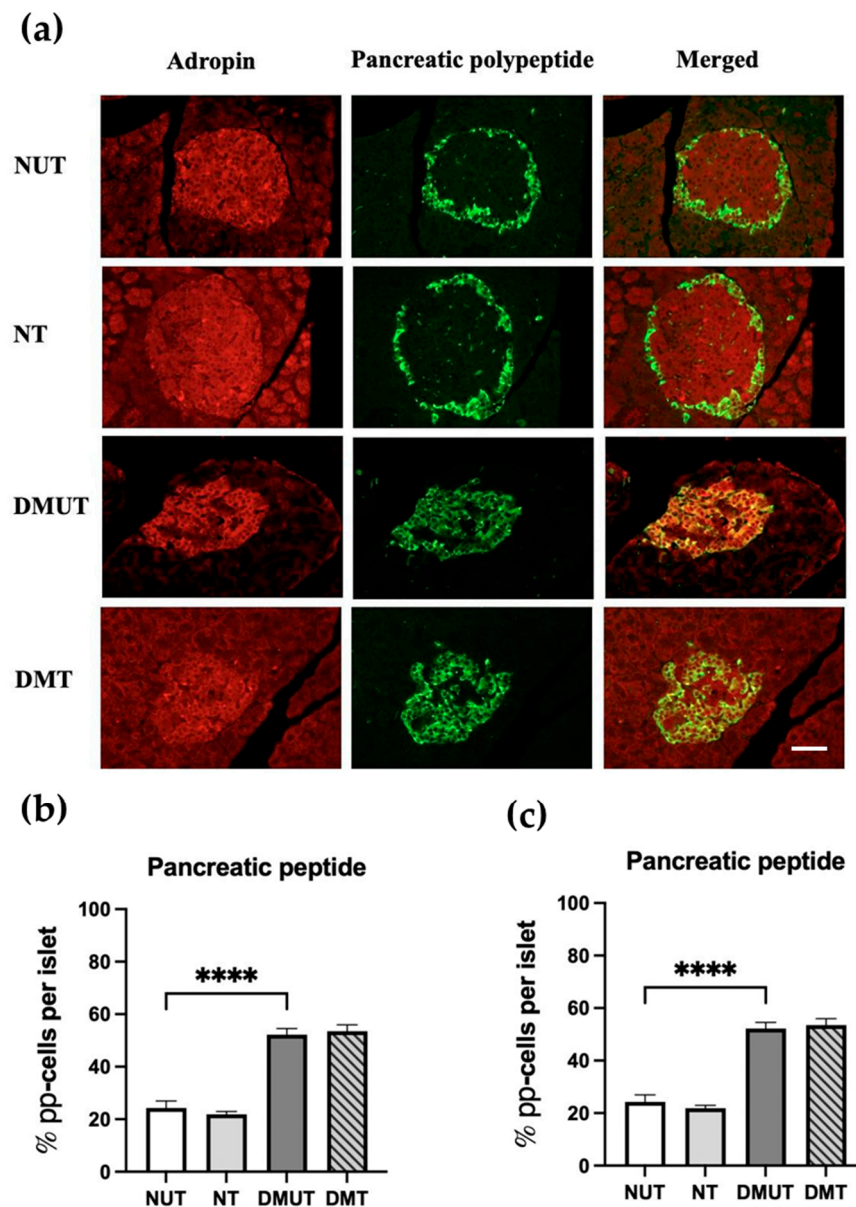 (a)
Adropin Pancreatic polypeptide Merged
NUT
NT
DMUT
DMT
(b)
Pancreatic peptide
% pp-cells per islet
100
80
60
40
20
0
****
NUT NT DMUT DMT
(c)
Pancreatic peptide
% pp-cells per islet
100
80
60
40
20
0
****
NUT NT DMUT DMT